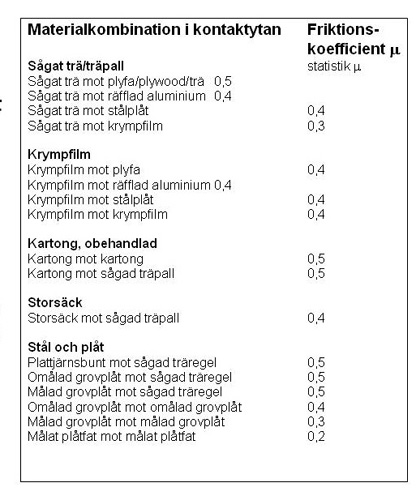 Materialkombination i kontaktytan Friktions-
koefficient µ
Sågat trä/träpall statistik µ
Sågat trä mot plyfa/plywood/trä 0,5
Sågat trä mot räfflad aluminium 0,4
Sågat trä mot stålplåt 0,4
Sågat trä mot krympfilm 0,3
Krympfilm
Krympfilm mot plyfa 0,4
Krympfilm mot räfflad aluminium 0,4
Krympfilm mot stålplåt 0,4
Krympfilm mot krympfilm 0,4
Kartong, obehandlad
Kartong mot kartong 0,5
Kartong mot sågad träpall 0,5
Storsäck
Storsäck mot sågad träpall 0,4
Stål och plåt
Plattjärnsbunt mot sågad träregel 0,5
Omålad grovplåt mot sågad träregel 0,5
Målad grovplåt mot sågad träregel 0,5
Omålad grovplåt mot omålad grovplåt 0,4
Målad grovplåt mot målad grovplåt 0,3
Målat plåtfat mot målat plåtfat 0,2